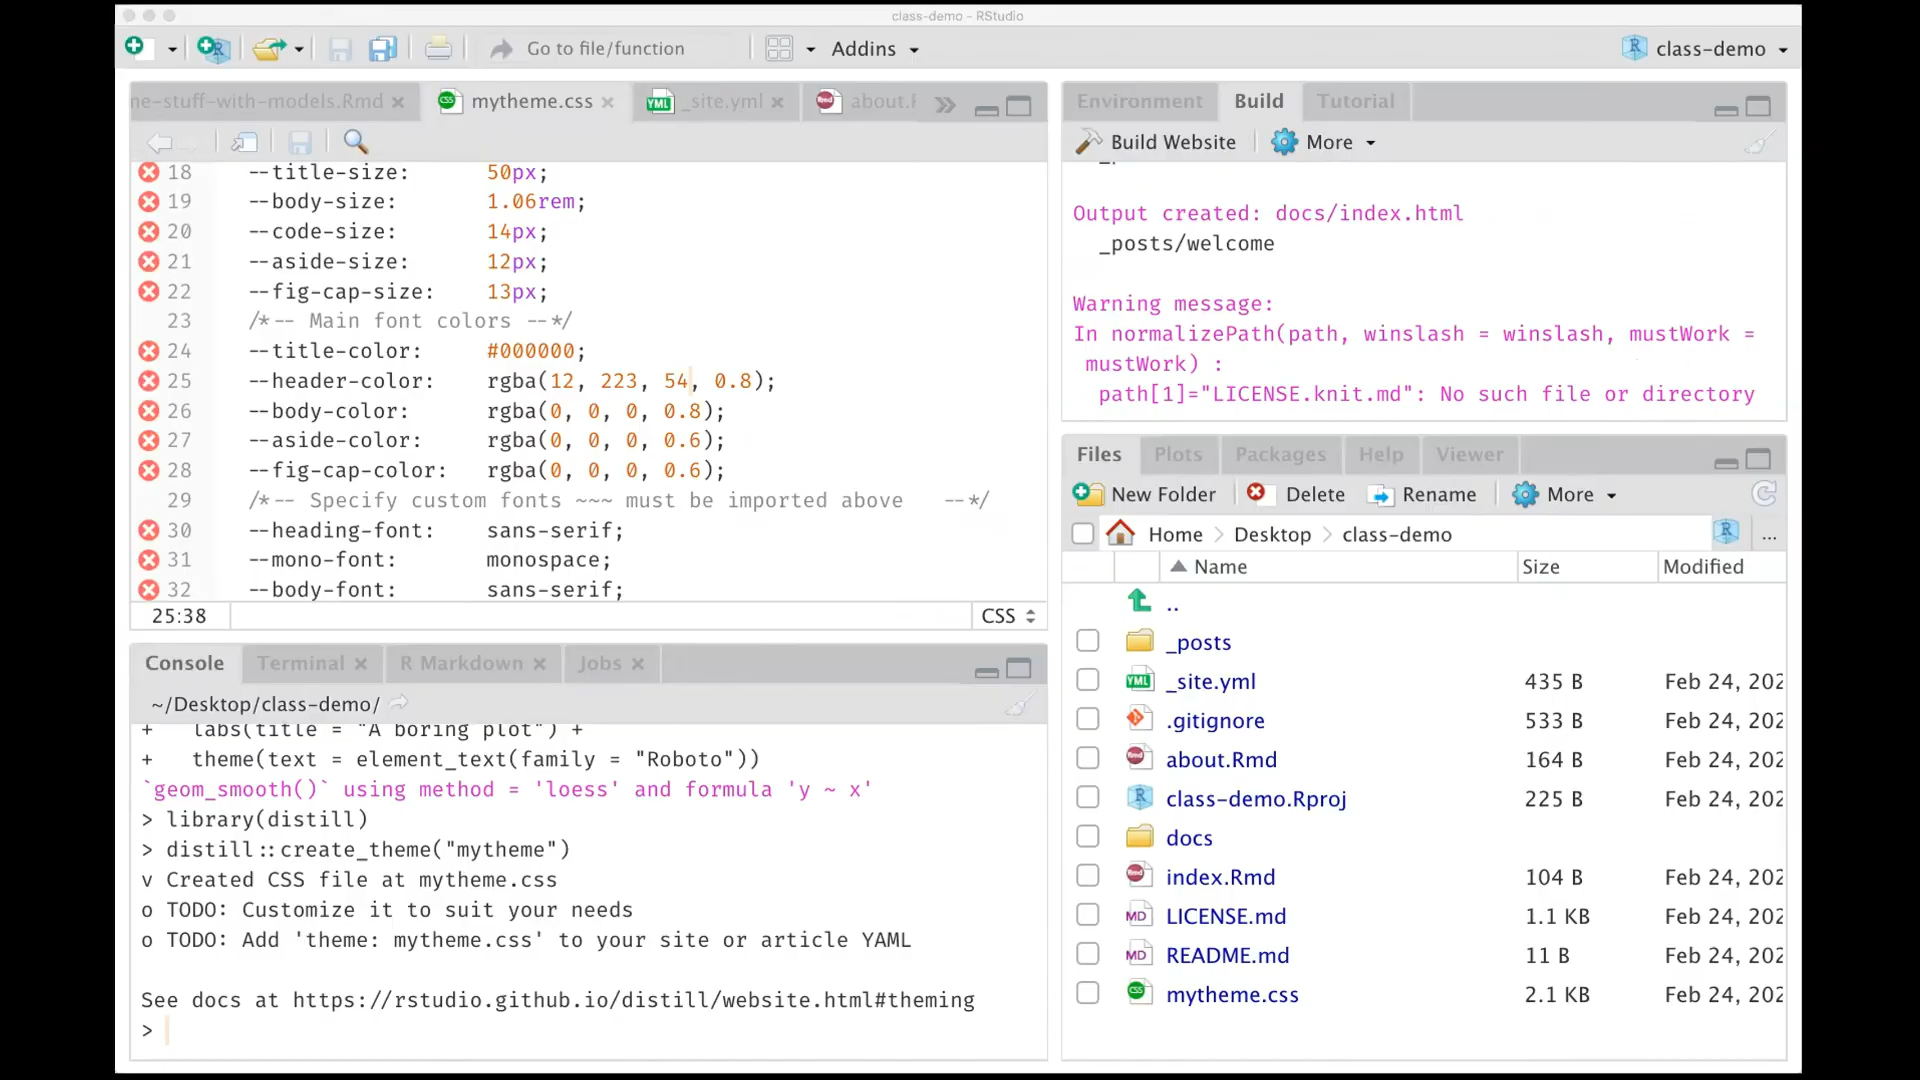 class-demo - RStudio
Go to file/function
Addins
class-demo
ne-stuff-with-models.Rmd
mytheme.css
_site.yml
about.
18 --title-size: 50px;
19 --body-size: 1.06rem;
20 --code-size: 14px;
21 --aside-size: 12px;
22 --fig-cap-size: 13px;
23 /*-- Main font colors --*/
24 --title-color: #000000;
25 --header-color: rgba(12, 223, 54, 0.8);
26 --body-color: rgba(0, 0, 0, 0.8);
27 --aside-color: rgba(0, 0, 0, 0.6);
28 --fig-cap-color: rgba(0, 0, 0, 0.6);
29 /*-- Specify custom fonts ~~~ must be imported above --*/
30 --heading-font: sans-serif;
31 --mono-font: monospace;
32 --body-font: sans-serif;
25:38
CSS
Console
Terminal
R Markdown
Jobs
~/Desktop/class-demo/
+ labs(title = "A boring plot") +
+ theme(text = element_text(family = "Roboto"))
`geom_smooth()` using method = 'loess' and formula 'y ~ x'
> library(distill)
> distill::create_theme("mytheme")
v Created CSS file at mytheme.css
o TODO: Customize it to suit your needs
o TODO: Add 'theme: mytheme.css' to your site or article YAML
See docs at https://rstudio.github.io/distill/website.html#theming
>
Environment
Build
Tutorial
Build Website
More
Output created: docs/index.html
_posts/welcome
Warning message:
In normalizePath(path, winslash = winslash, mustWork =
mustWork) :
path[1]="LICENSE.knit.md": No such file or directory
Files
Plots
Packages
Help
Viewer
New Folder
Delete
Rename
More
Home
Desktop
class-demo
...
Name
Size
Modified
..
_posts
_site.yml 435 B Feb 24, 202
.gitignore 533 B Feb 24, 202
about.Rmd 164 B Feb 24, 202
class-demo.Rproj 225 B Feb 24, 202
docs
index.Rmd 104 B Feb 24, 202
LICENSE.md 1.1 KB Feb 24, 202
README.md 11 B Feb 24, 202
mytheme.css 2.1 KB Feb 24, 202